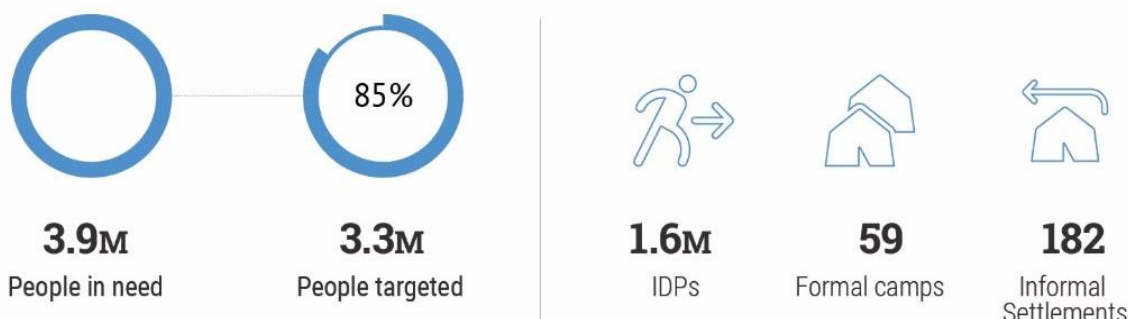 85%
3.9M
People in need
3.3M
People targeted
1.6M
IDPs
59
Formal camps
182
Informal
Settlements